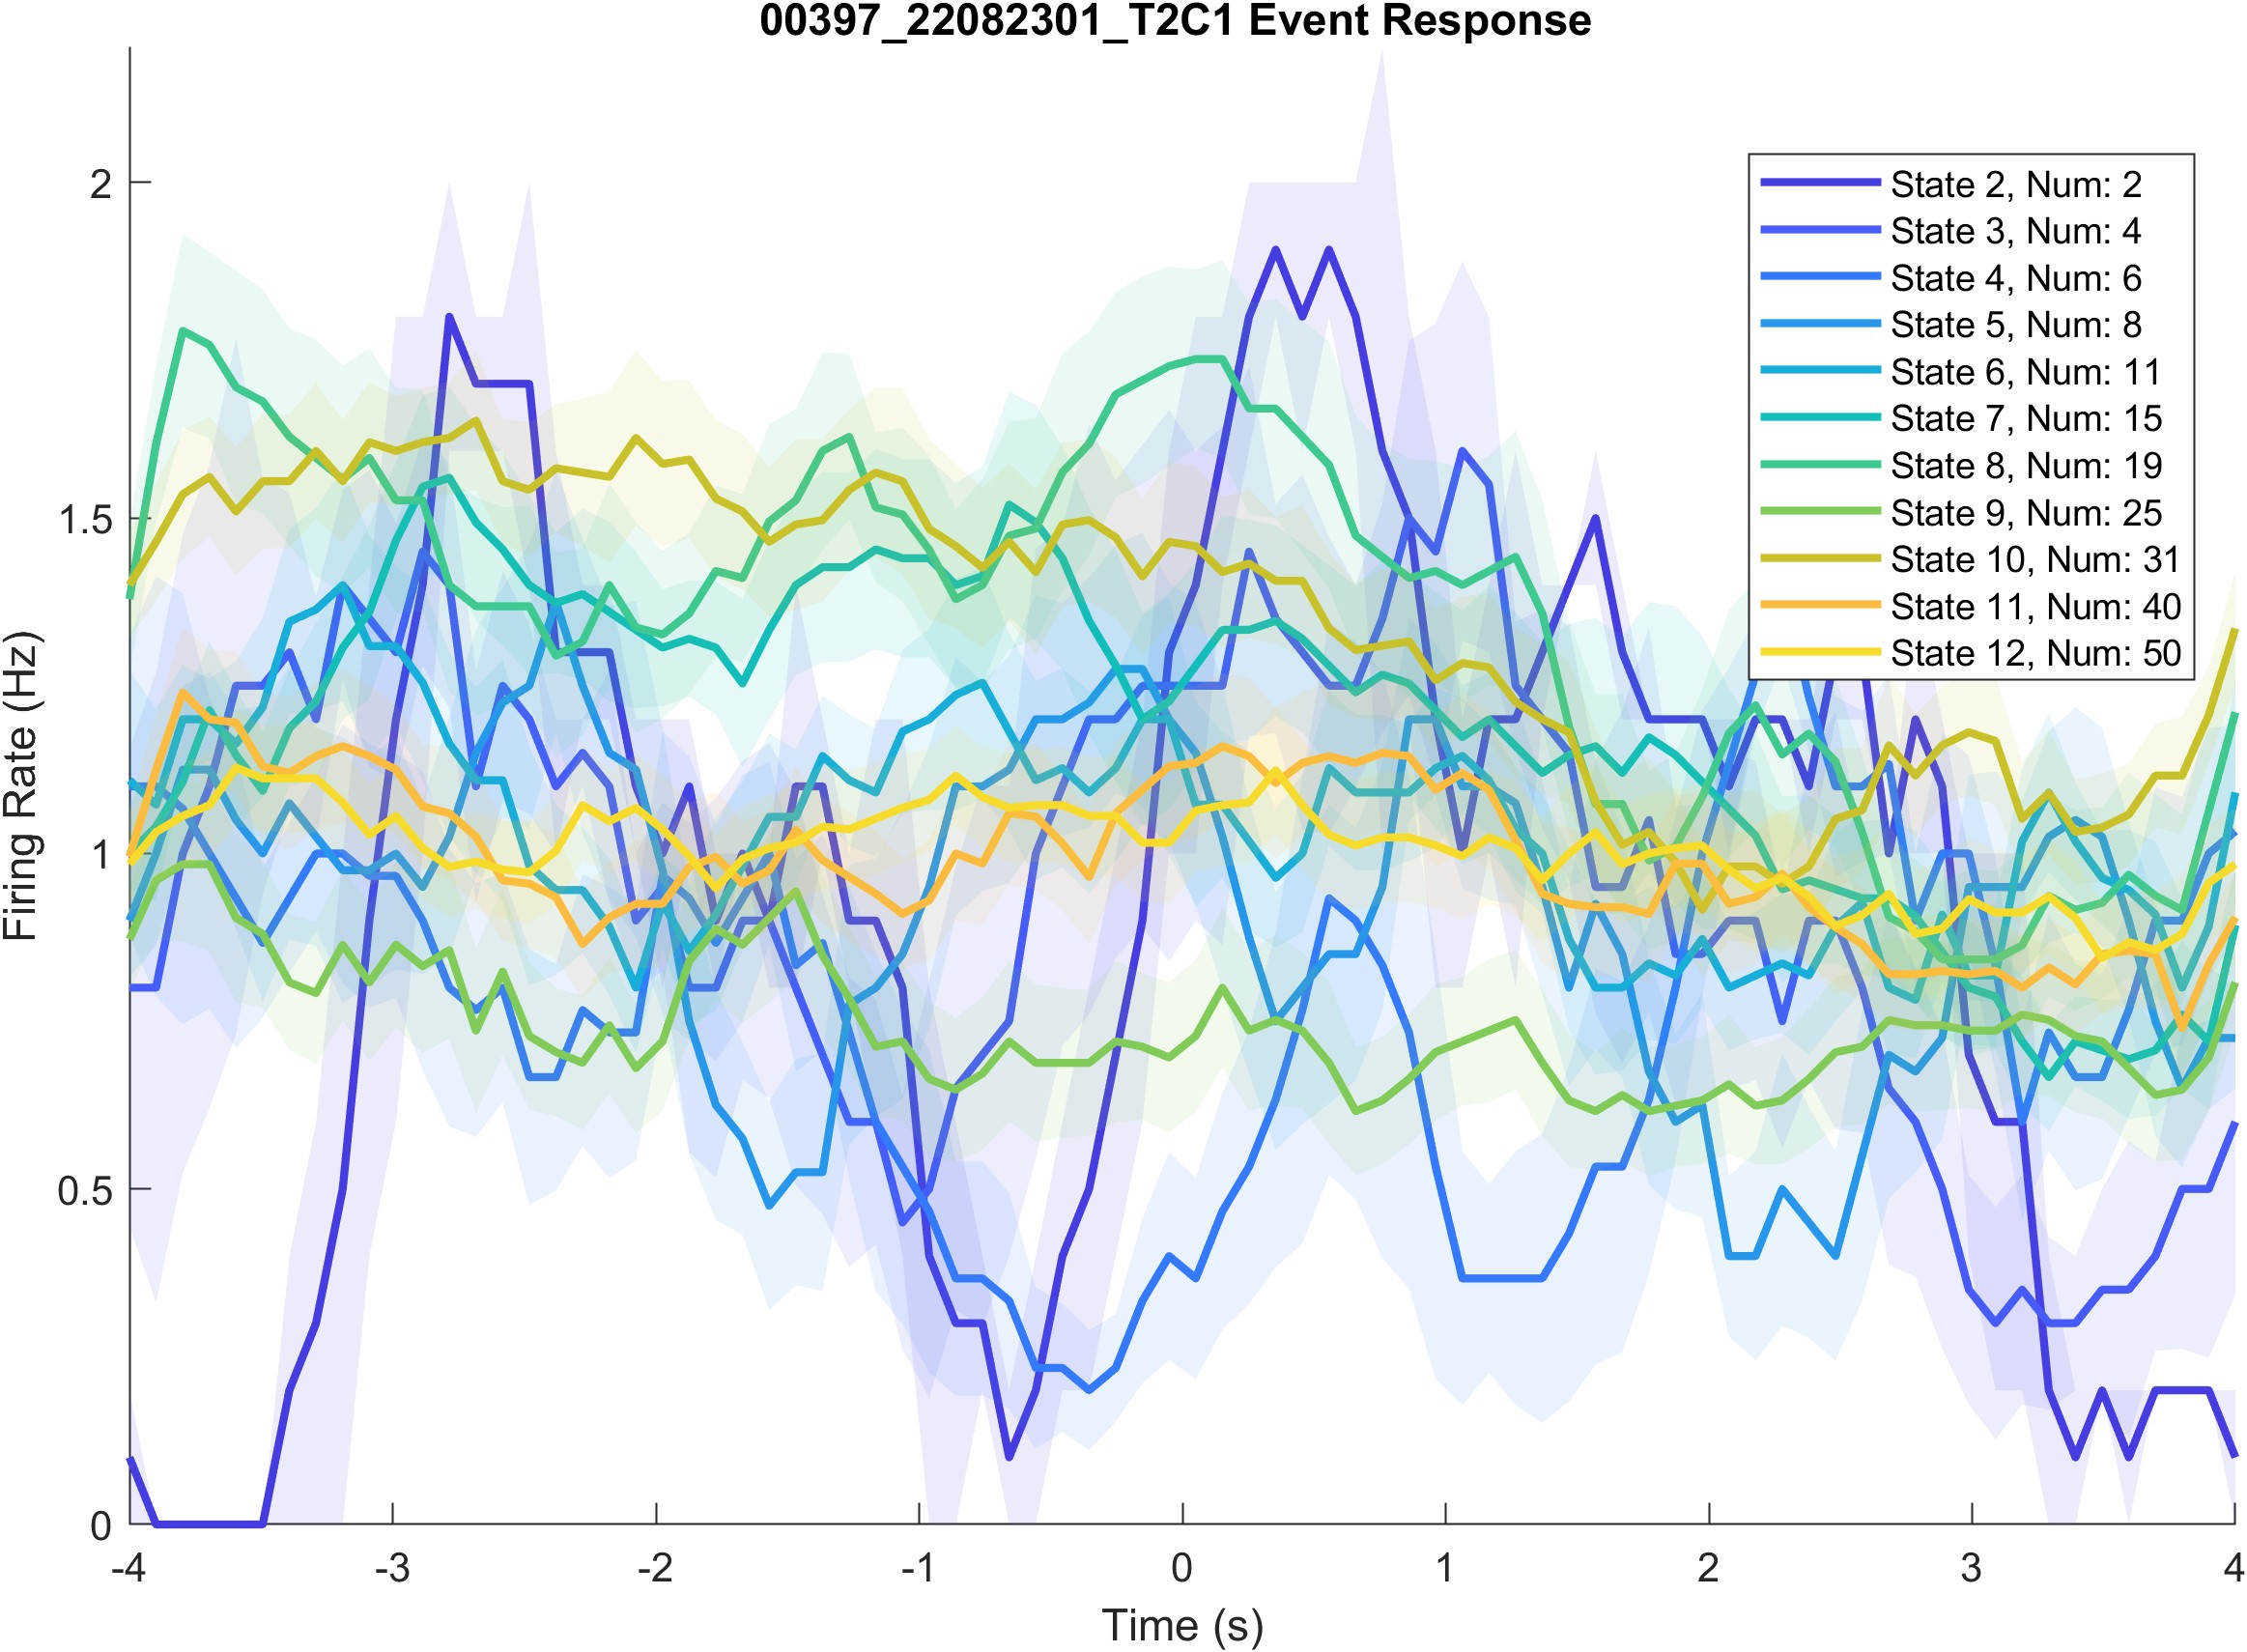 00397_22082301_T2C1 Event Response
Firing Rate (Hz)
2
1.5
1
0.5
0
-4 -3 -2 -1 0 1 2 3 4
Time (s)
State 2, Num: 2
State 3, Num: 4
State 4, Num: 6
State 5, Num: 8
State 6, Num: 11
State 7, Num: 15
State 8, Num: 19
State 9, Num: 25
State 10, Num: 31
State 11, Num: 40
State 12, Num: 50